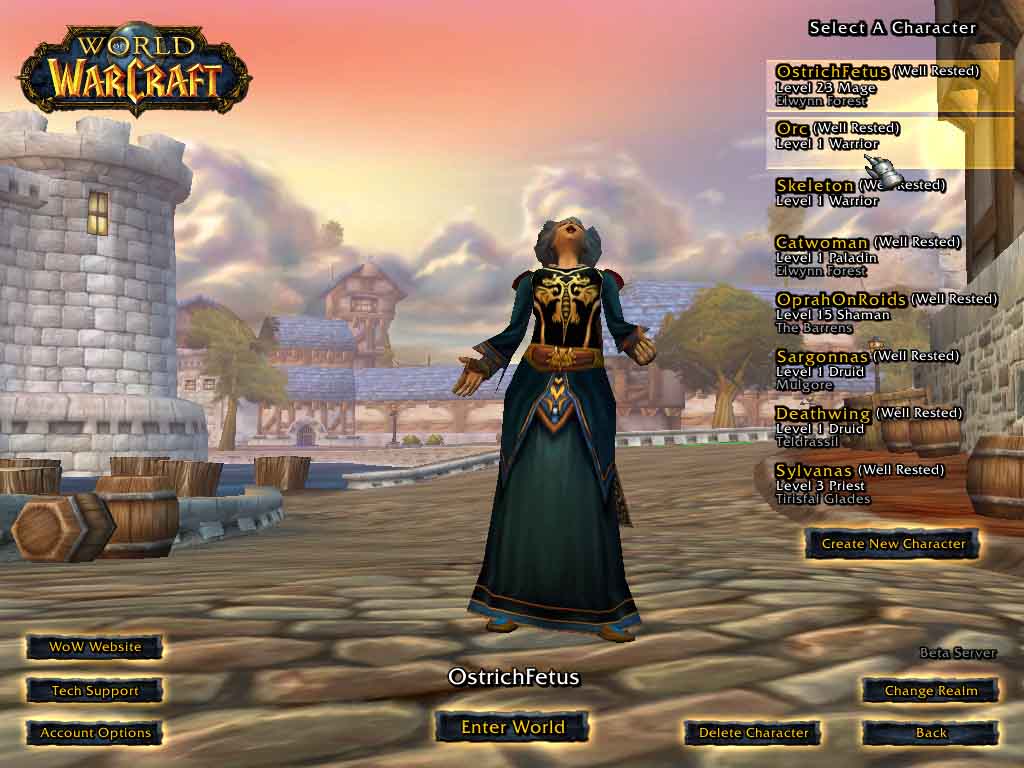 WORLD
OF
WARCRAFT
Select A Character
OstrichFetus (Well Rested)
Level 23 Mage
Elwynn Forest
Orc (Well Rested)
Level 1 Warrior
Skeleton (Well Rested)
Level 1 Warrior
Catwoman (Well Rested)
Level 1 Paladin
Elwynn Forest
OprahOnRoids (Well Rested)
Level 15 Shaman
The Barrens
Sargonnas (Well Rested)
Level 1 Druid
Mulgore
Deathwing (Well Rested)
Level 1 Druid
Teldrassil
Sylvanas (Well Rested)
Level 3 Priest
Tirisfal Glades
Create New Character
WoW Website
Tech Support
Account Options
OstrichFetus
Enter World
Delete Character
Beta Server
Change Realm
Back